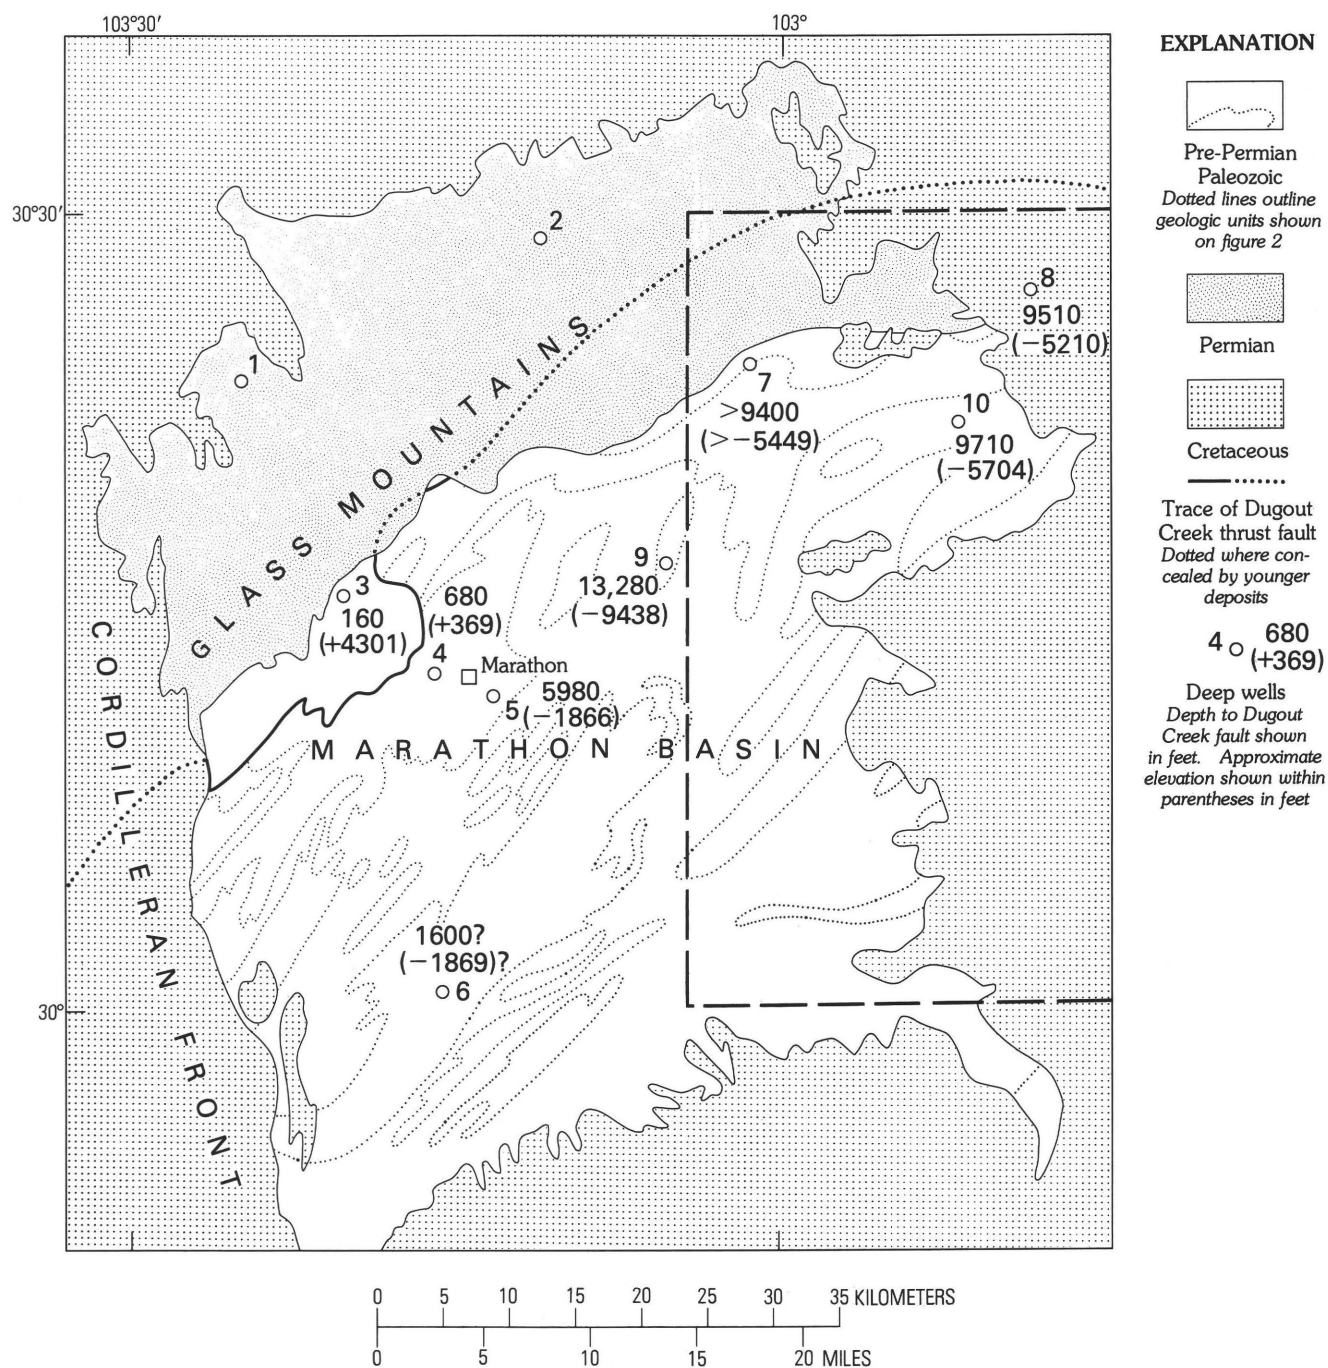 103°30′
103°
30°30′
30°
2
1
8
9510
(−5210)
7
>9400
(>−5449)
10
9710
(−5704)
GLASS MOUNTAINS
3
160
(+4301)
680
(+369)
4
9
13,280
(−9438)
Marathon
5
5980
(−1866)
MARATHON BASIN
CORDILLERAN FRONT
1600?
(−1869)?
6
EXPLANATION
Pre-Permian
Paleozoic
Dotted lines outline
geologic units shown
on figure 2
Permian
Cretaceous
Trace of Dugout
Creek thrust fault
Dotted where con-
cealed by younger
deposits
4
680
(+369)
Deep wells
Depth to Dugout
Creek fault shown
in feet. Approximate
elevation shown within
parentheses in feet
0 5 10 15 20 25 30 35 KILOMETERS
0 5 10 15 20 MILES